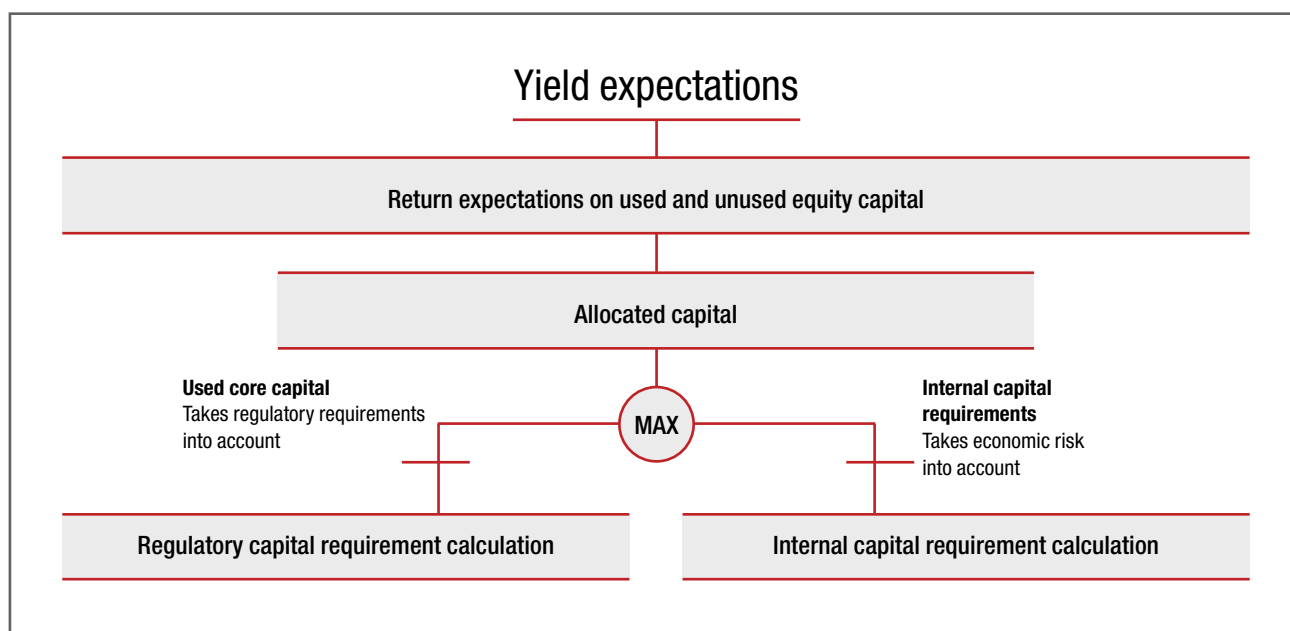 Yield expectations
Return expectations on used and unused equity capital
Allocated capital
Used core capital
Takes regulatory requirements
into account
MAX
Internal capital
requirements
Takes economic risk
into account
Regulatory capital requirement calculation
Internal capital requirement calculation